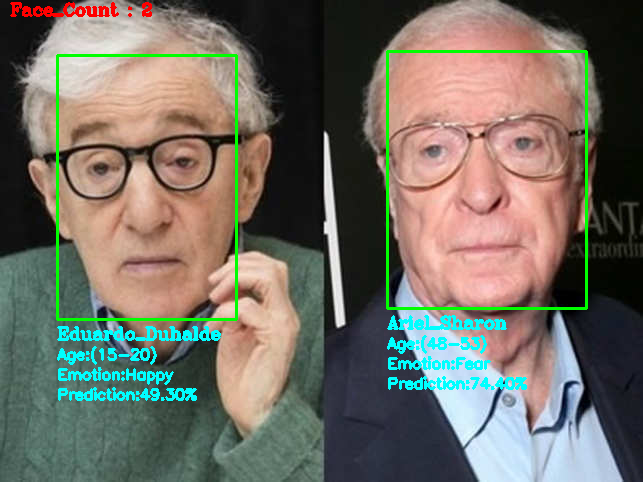 Face_Count : 2
Eduardo_Duhalde
Age:(15-20)
Emotion:Happy
Prediction:49.30%
Ariel_Sharon
Age:(48-53)
Emotion:Fear
Prediction:74.40%
ANTA
extraordin